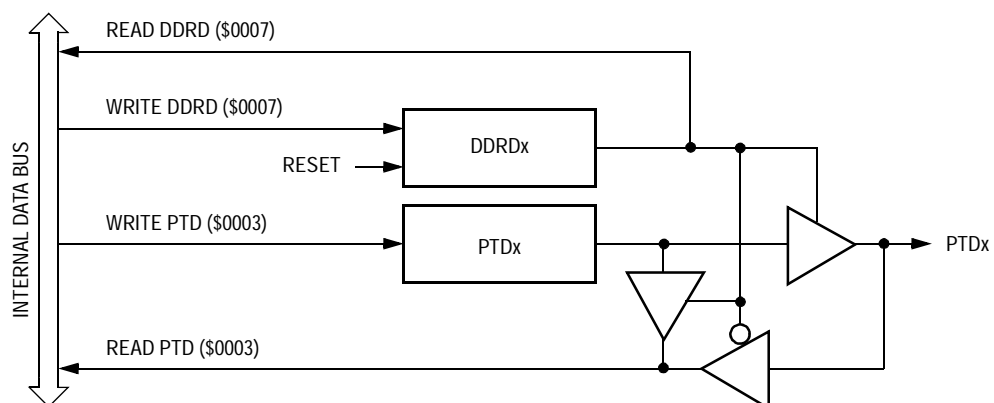 READ DDRD ($0007)
WRITE DDRD ($0007)
DDRDx
RESET
WRITE PTD ($0003)
PTDx
PTDx
READ PTD ($0003)
INTERNAL DATA BUS